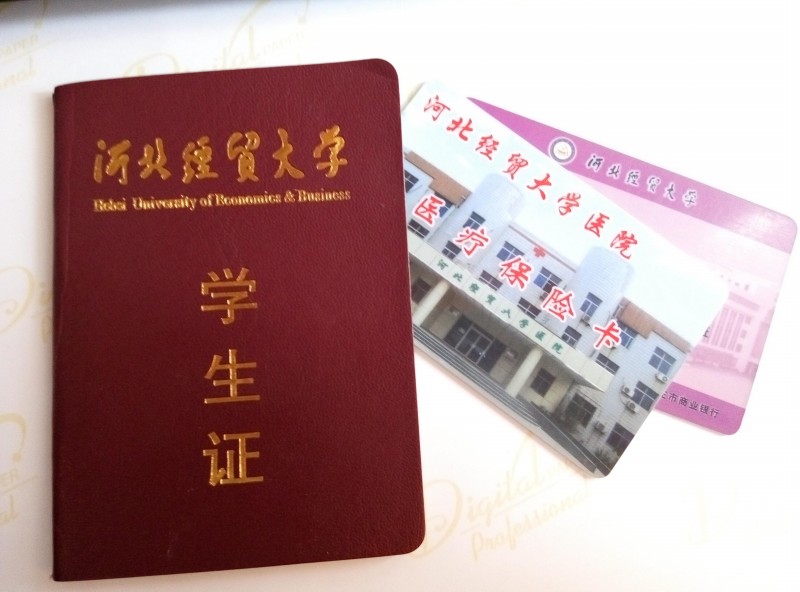 河北经贸大学
Hebei University of Economics & Business
学
生
证
河北经贸大学医院
医疗保险卡
河北经贸大学医院
河北经贸大学
市商业银行
Digital
Professional